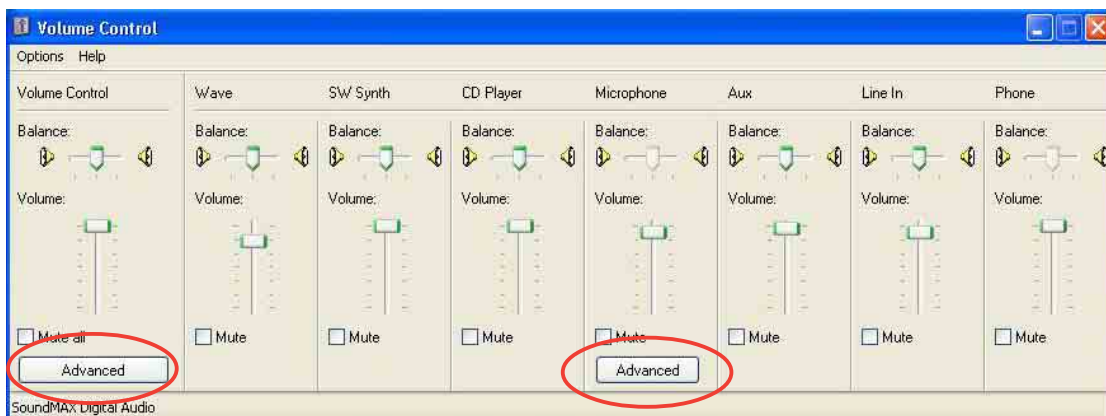 Volume Control
Options Help
Volume Control Wave SW Synth CD Player Microphone Aux Line In Phone
Balance: Balance: Balance: Balance: Balance: Balance: Balance: Balance:
Volume: Volume: Volume: Volume: Volume: Volume: Volume: Volume:
Mute all Mute Mute Mute Mute Mute Mute Mute
Advanced Advanced
SoundMAX Digital Audio